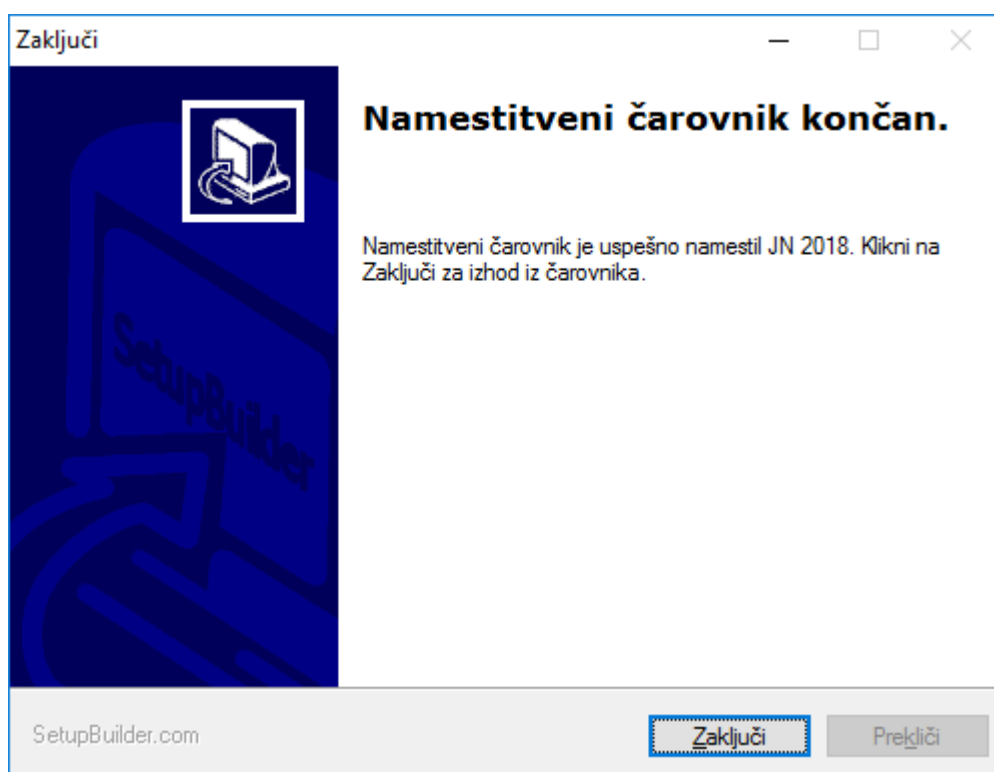 Zaključi
Namestitveni čarovnik končan.
Namestitveni čarovnik je uspešno namestil JN 2018. Klikni na
Zaključi za izhod iz čarovnika.
SetupBuilder
SetupBuilder.com
Zaključi
Prekliči